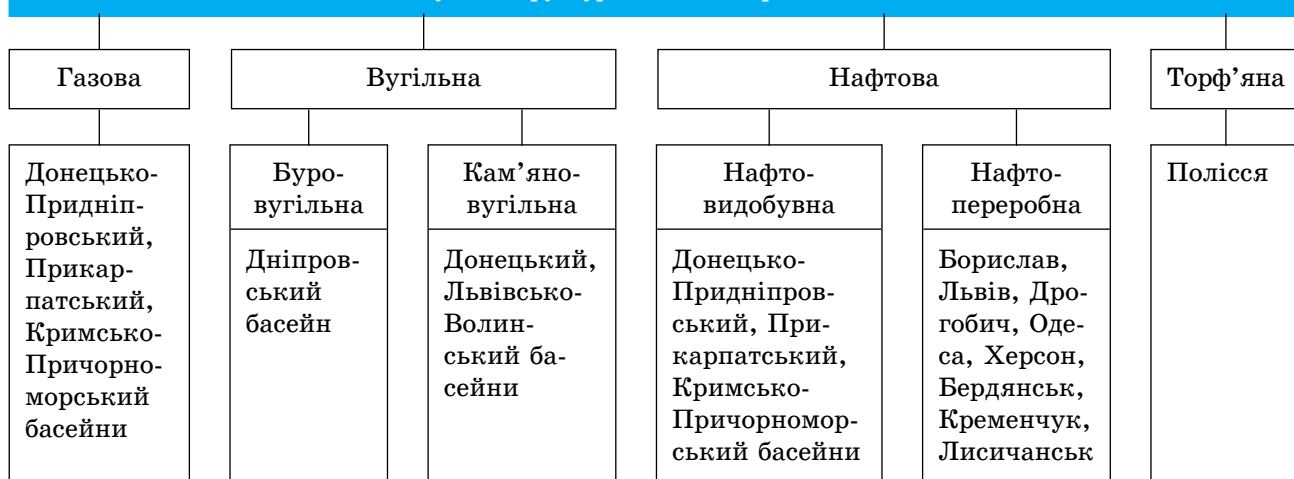 Газова
Вугільна
Нафтова
Торф’яна
Донецько-
Придніп-
ровський,
Прикар-
патський,
Кримсько-
Причорно-
морський
басейни
Буро-
вугільна
Дніпров-
ський
басейн
Кам’яно-
вугільна
Донецький,
Львівсько-
Волин-
ський ба-
сейни
Нафто-
видобувна
Донецько-
Придніпров-
ський, При-
карпатський,
Кримсько-
Причорномор-
ський басейни
Нафто-
переробна
Борислав,
Львів, Дро-
гобич, Оде-
са, Херсон,
Бердянськ,
Кременчук,
Лисичанськ
Полісся